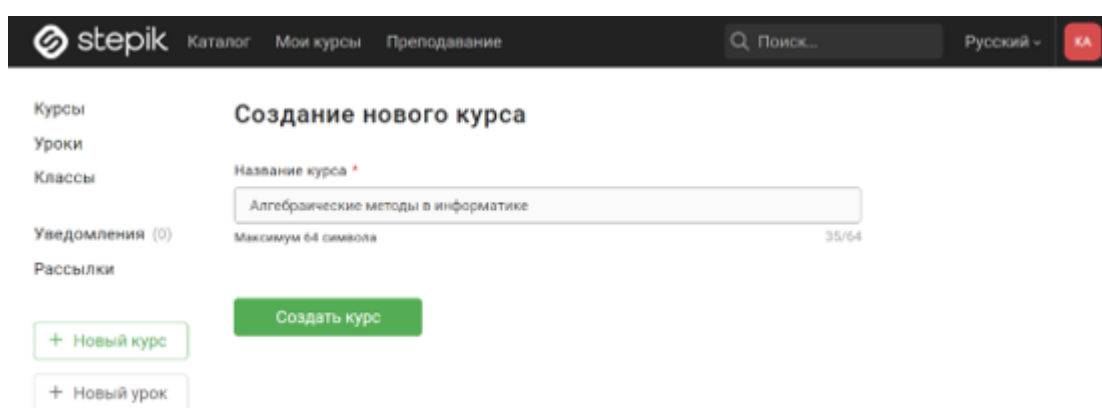 stepik Каталог Мои курсы Преподавание Поиск... Русский КА
Курсы
Уроки
Классы
Уведомления (0)
Рассылки
+ Новый курс
+ Новый урок
Создание нового курса
Название курса *
Алгебраические методы в информатике
Максимум 64 символа 35/64
Создать курс